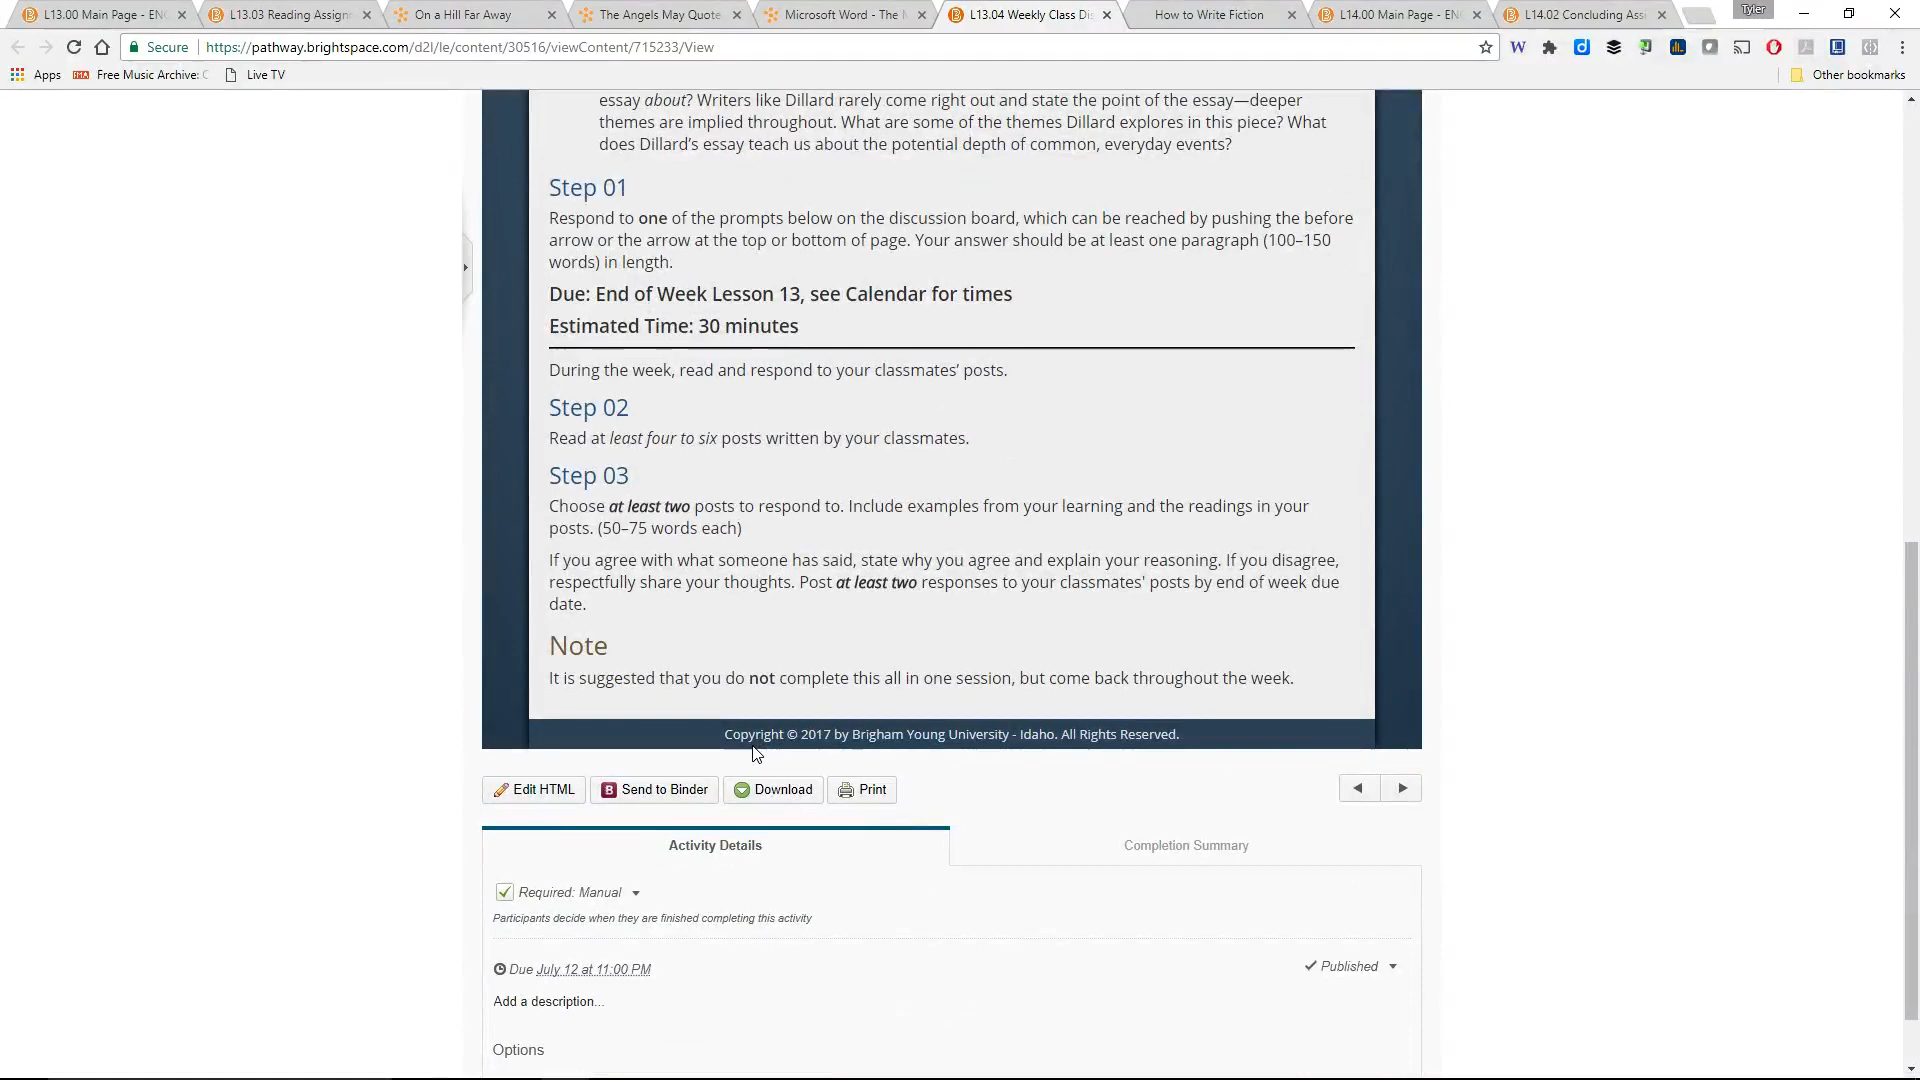 L13.00 Main Page - ENG
L13.03 Reading Assign
On a Hill Far Away
The Angels May Quote
Microsoft Word - The M
L13.04 Weekly Class Dis
How to Write Fiction
L14.00 Main Page - ENG
L14.02 Concluding Ass
Tyler
Secure
https://pathway.brightspace.com/d2l/le/content/30516/viewContent/715233/View
Apps
Free Music Archive: C
Live TV
Other bookmarks
essay about? Writers like Dillard rarely come right out and state the point of the essay—deeper
themes are implied throughout. What are some of the themes Dillard explores in this piece? What
does Dillard’s essay teach us about the potential depth of common, everyday events?
Step 01
Respond to one of the prompts below on the discussion board, which can be reached by pushing the before
arrow or the arrow at the top or bottom of page. Your answer should be at least one paragraph (100–150
words) in length.
Due: End of Week Lesson 13, see Calendar for times
Estimated Time: 30 minutes
During the week, read and respond to your classmates’ posts.
Step 02
Read at least four to six posts written by your classmates.
Step 03
Choose at least two posts to respond to. Include examples from your learning and the readings in your
posts. (50–75 words each)
If you agree with what someone has said, state why you agree and explain your reasoning. If you disagree,
respectfully share your thoughts. Post at least two responses to your classmates' posts by end of week due
date.
Note
It is suggested that you do not complete this all in one session, but come back throughout the week.
Copyright © 2017 by Brigham Young University - Idaho. All Rights Reserved.
Edit HTML
Send to Binder
Download
Print
Activity Details
Completion Summary
Required: Manual
Participants decide when they are finished completing this activity
Due July 12 at 11:00 PM
Published
Add a description...
Options